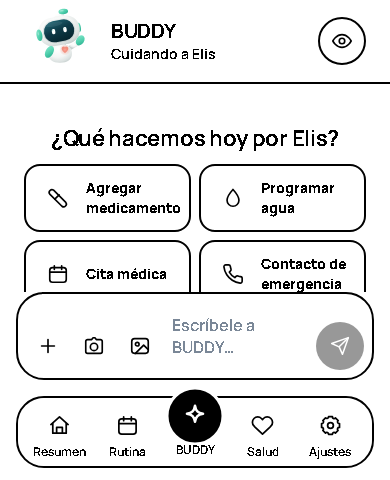 BUDDY
Cuidando a Elis
¿Qué hacemos hoy por Elis?
Agregar
medicamento
Programar
agua
Cita médica
Contacto de
emergencia
Escríbele a
BUDDY...
Resumen
Rutina
BUDDY
Salud
Ajustes